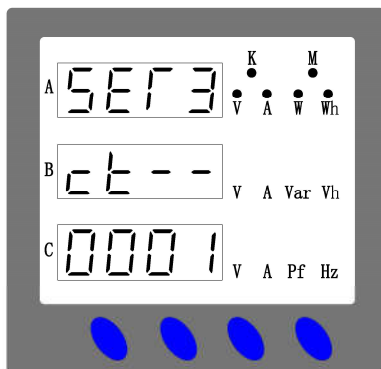 K M
A SET3
V A W Wh
B ct--
V A Var Vh
C 0001
V A Pf Hz